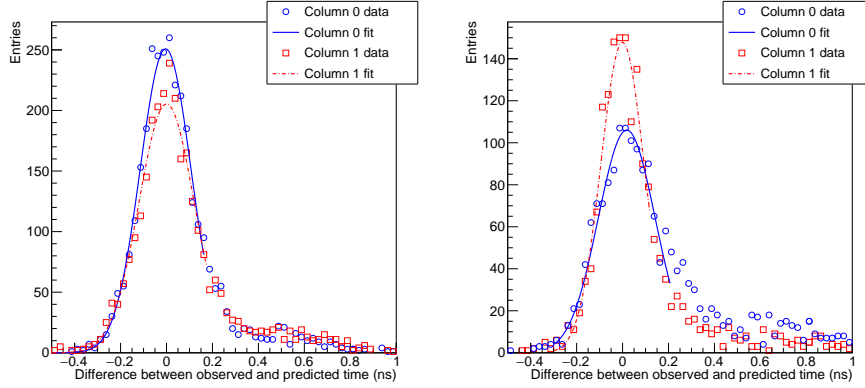 Entries
250
200
150
100
50
0
−0.4 −0.2 0 0.2 0.4 0.6 0.8 1
Difference between observed and predicted time (ns)
Column 0 data
Column 0 fit
Column 1 data
Column 1 fit
Entries
140
120
100
80
60
40
20
0
−0.4 −0.2 0 0.2 0.4 0.6 0.8 1
Difference between observed and predicted time (ns)
Column 0 data
Column 0 fit
Column 1 data
Column 1 fit